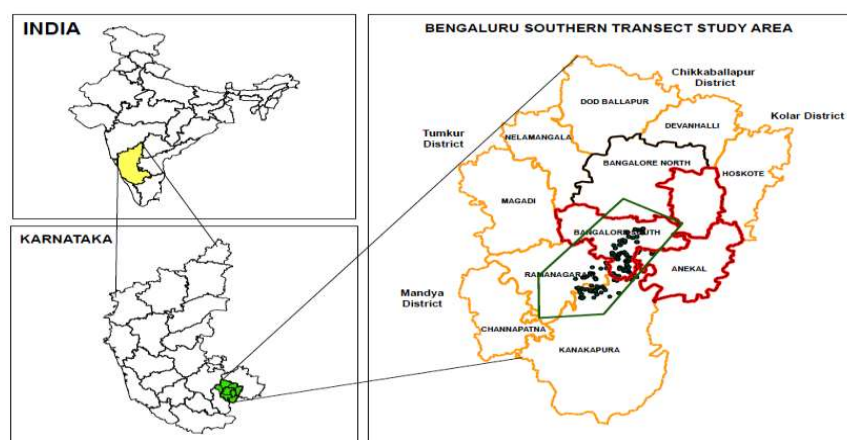 INDIA
KARNATAKA
BENGALURU SOUTHERN TRANSECT STUDY AREA
Chikkaballapur
District
DOD BALLAPUR
DEVANHALLI
Kolar District
Tumkur
District
NELAMANGALA
BANGALORE NORTH
HOSKOTE
MAGADI
BANGALORE SOUTH
RAMANAGARA
ANEKAL
Mandya
District
CHANNAPATNA
KANAKAPURA